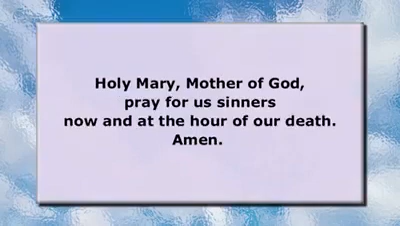 Holy Mary, Mother of God,
pray for us sinners
now and at the hour of our death.
Amen.